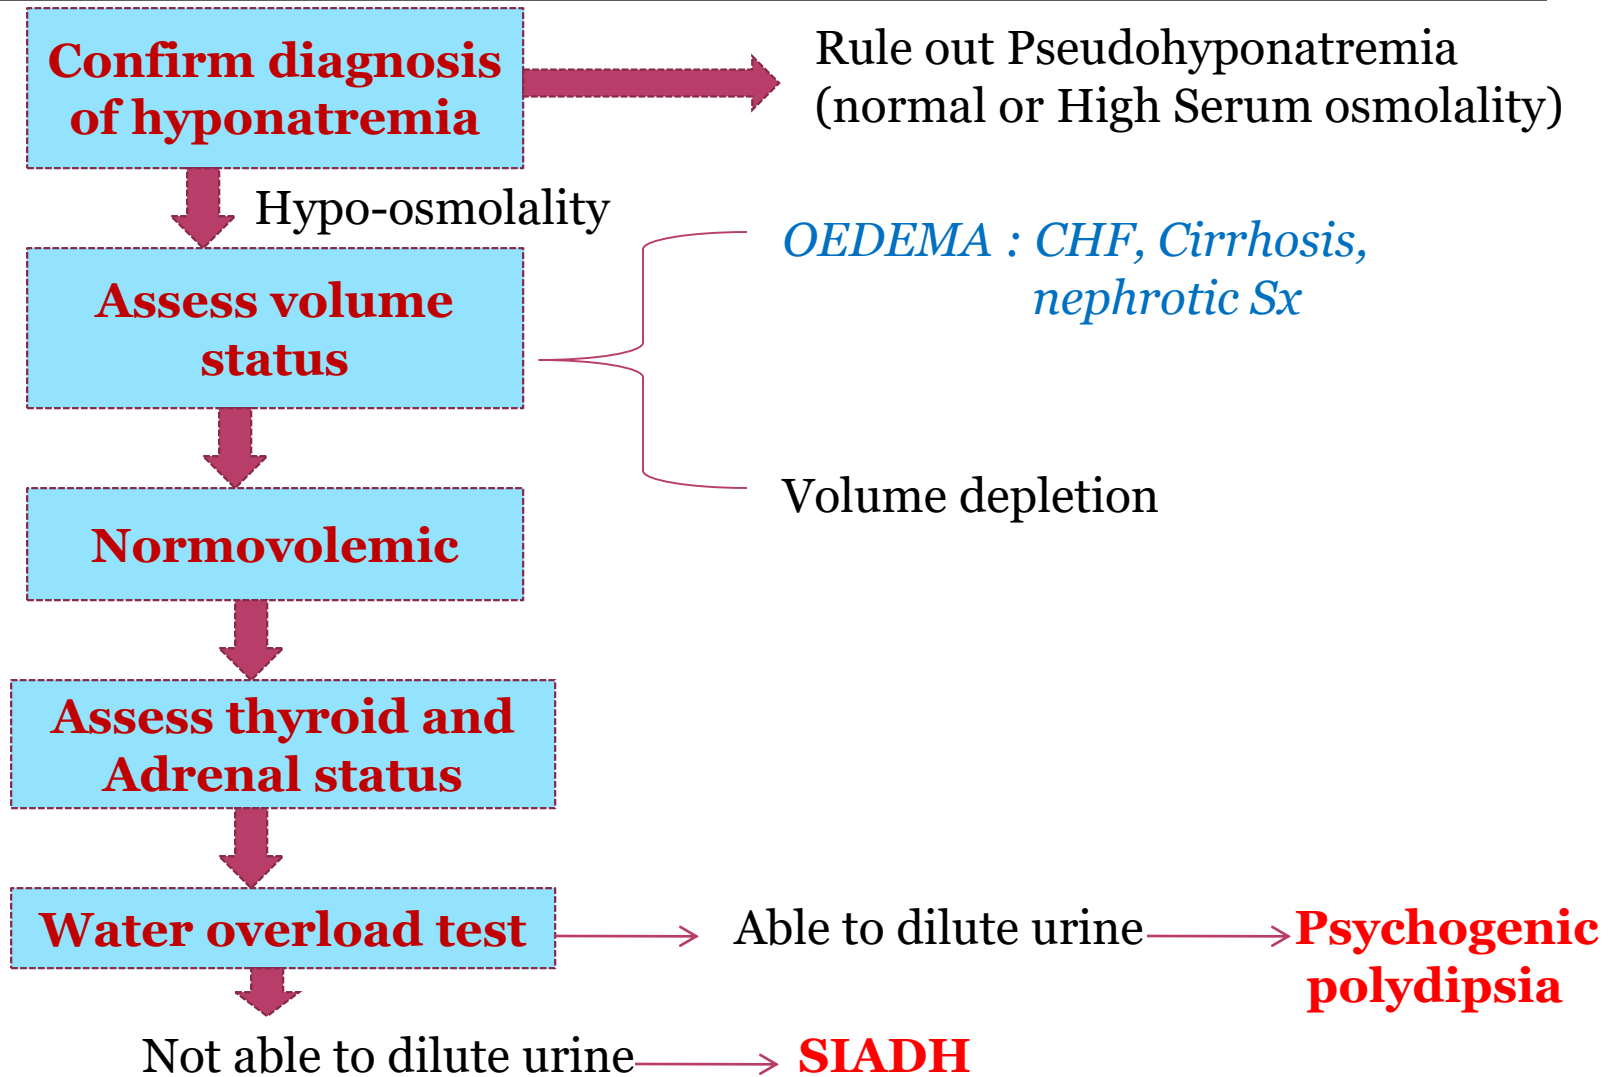 Confirm diagnosis
of hyponatremia
Rule out Pseudohyponatremia
(normal or High Serum osmolality)
Hypo-osmolality
Assess volume
status
OEDEMA : CHF, Cirrhosis,
nephrotic Sx
Volume depletion
Normovolemic
Assess thyroid and
Adrenal status
Water overload test
Able to dilute urine
Psychogenic
polydipsia
Not able to dilute urine
SIADH